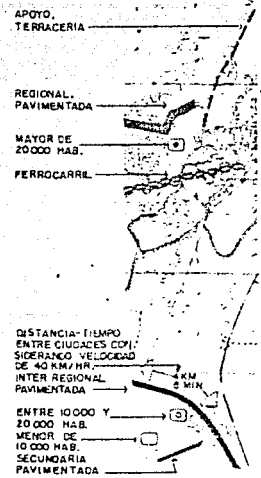 APOYO,
TERRACERIA
REGIONAL,
PAVIMENTADA
MAYOR DE
20 000 HAB.
FERROCARRIL
DISTANCIA-TIEMPO
ENTRE CIUDADES CON-
SIDERANDO VELOCIDAD
DE 40 KM/HR.
KM
MIN
INTER REGIONAL
PAVIMENTADA
ENTRE 10 000 Y
20 000 HAB.
MENOR DE
10 000 HAB.
SECUNDARIA
PAVIMENTADA